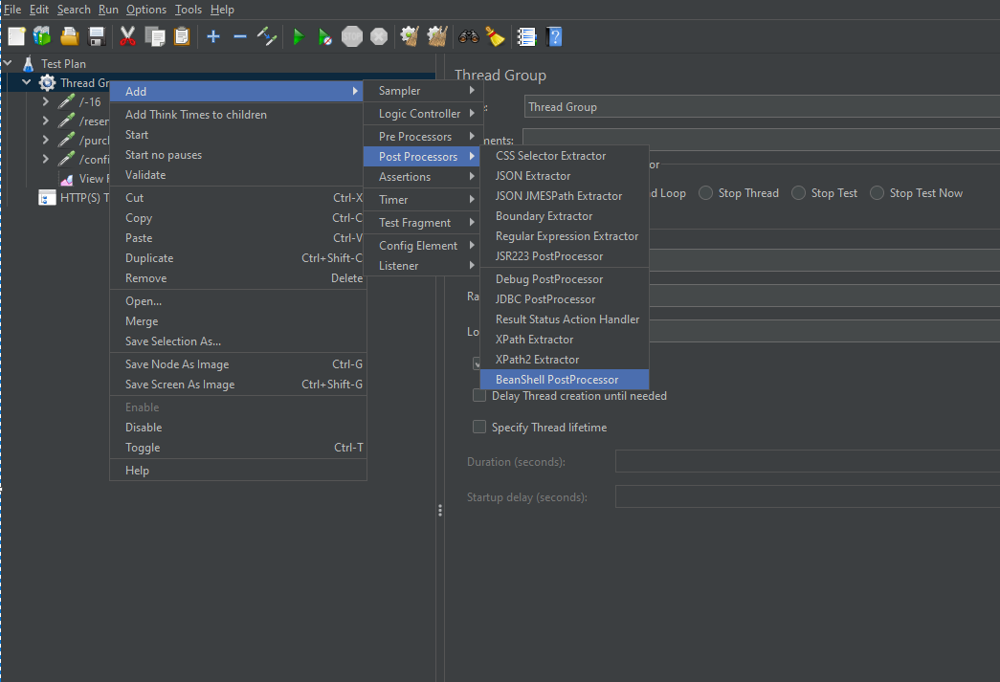 File Edit Search Run Options Tools Help
Test Plan
Thread Gr
/-16
/reser
/purcl
/confi
View R
HTTP(S) T
Add
Add Think Times to children
Start
Start no pauses
Validate
Cut Ctrl-X
Copy Ctrl-C
Paste Ctrl-V
Duplicate Ctrl+Shift-C
Remove Delete
Open...
Merge
Save Selection As...
Save Node As Image Ctrl-G
Save Screen As Image Ctrl+Shift-G
Enable
Disable
Toggle Ctrl-T
Help
Sampler
Logic Controller
Pre Processors
Post Processors
Assertions
Timer
Test Fragment
Config Element
Listener
CSS Selector Extractor
JSON Extractor
JSON JMESPath Extractor
Boundary Extractor
Regular Expression Extractor
JSR223 PostProcessor
Debug PostProcessor
JDBC PostProcessor
Result Status Action Handler
XPath Extractor
XPath2 Extractor
BeanShell PostProcessor
Thread Group
e: Thread Group
ments:
or
d Loop Stop Thread Stop Test Stop Test Now
Ra
Lo
Delay Thread creation until needed
Specify Thread lifetime
Duration (seconds):
Startup delay (seconds):